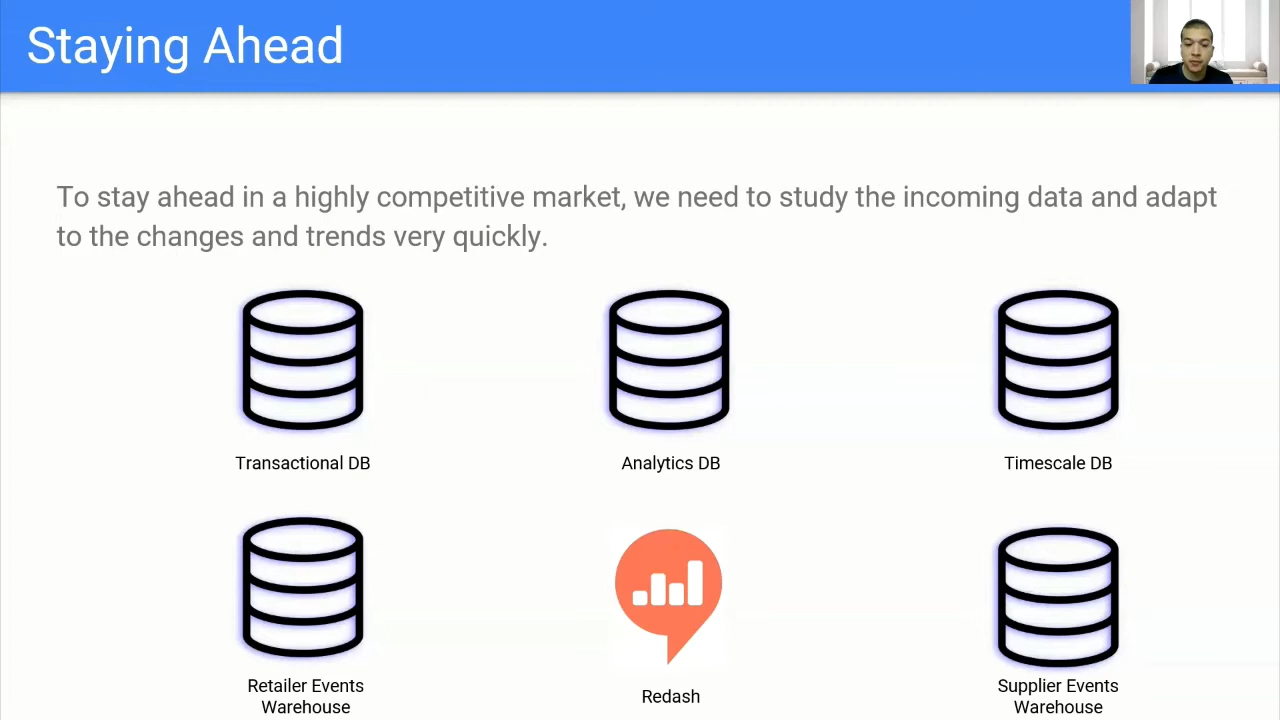 Staying Ahead
To stay ahead in a highly competitive market, we need to study the incoming data and adapt
to the changes and trends very quickly.
Transactional DB
Analytics DB
Timescale DB
Retailer Events
Warehouse
Redash
Supplier Events
Warehouse